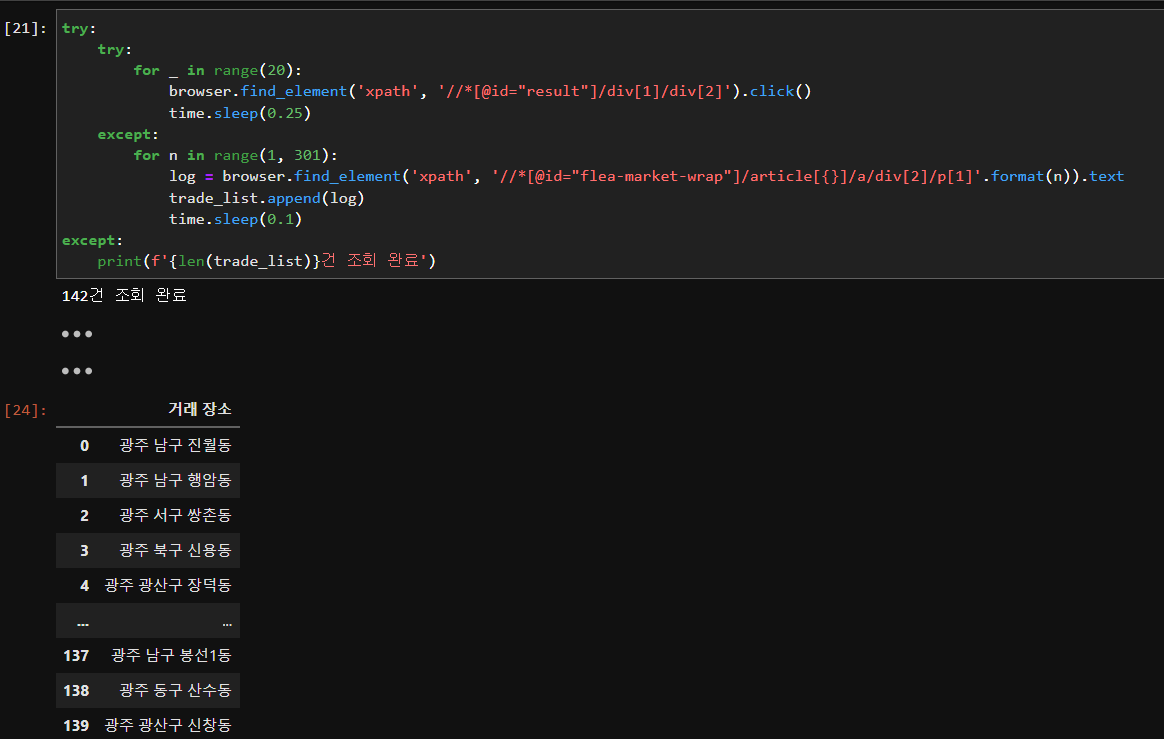 [21]: try:
try:
for _ in range(20):
browser.find_element('xpath', '//*[@id="result"]/div[1]/div[2]').click()
time.sleep(0.25)
except:
for n in range(1, 301):
log = browser.find_element('xpath', '//*[@id="flea-market-wrap"]/article[{}]/a/div[2]/p[1]'.format(n)).text
trade_list.append(log)
time.sleep(0.1)
except:
print(f'{len(trade_list)}건 조회 완료')
142건 조회 완료
•••
•••
[24]: 거래 장소
0 광주 남구 진월동
1 광주 남구 행암동
2 광주 서구 쌍촌동
3 광주 북구 신용동
4 광주 광산구 장덕동
... ...
137 광주 남구 봉선1동
138 광주 동구 산수동
139 광주 광산구 신창동